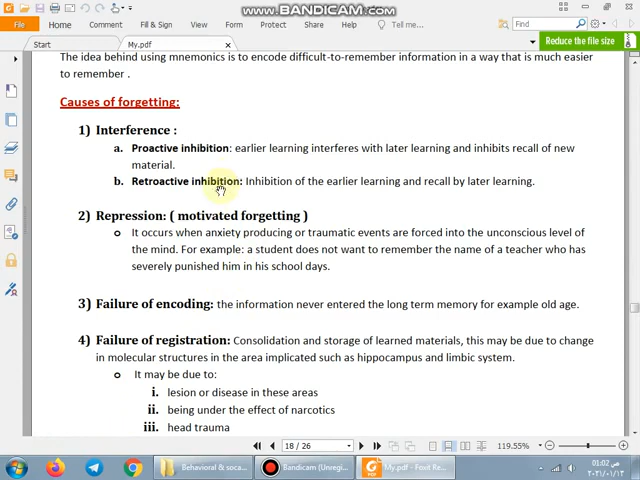 www.BANDICAM.com
File
Home
Comment
Fill & Sign
View
Form
Protect
Share
Help
Tell me...
Find
Start
My.pdf
Reduce the file size
The idea behind using mnemonics is to encode difficult-to-remember information in a way that is much easier
to remember .
Causes of forgetting:
1) Interference :
a. Proactive inhibition: earlier learning interferes with later learning and inhibits recall of new
material.
b. Retroactive inhibition: Inhibition of the earlier learning and recall by later learning.
2) Repression: ( motivated forgetting )
o It occurs when anxiety producing or traumatic events are forced into the unconscious level of
the mind. For example: a student does not want to remember the name of a teacher who has
severely punished him in his school days.
3) Failure of encoding: the information never entered the long term memory for example old age.
4) Failure of registration: Consolidation and storage of learned materials, this may be due to change
in molecular structures in the area implicated such as hippocampus and limbic system.
o It may be due to:
i. lesion or disease in these areas
ii. being under the effect of narcotics
iii. head trauma
18 / 26
119.55%
Behavioral & soca...
Bandicam (Unregi...
My.pdf - Foxit Re...
01:02 ص
٢٠٢١/٠١/١٣